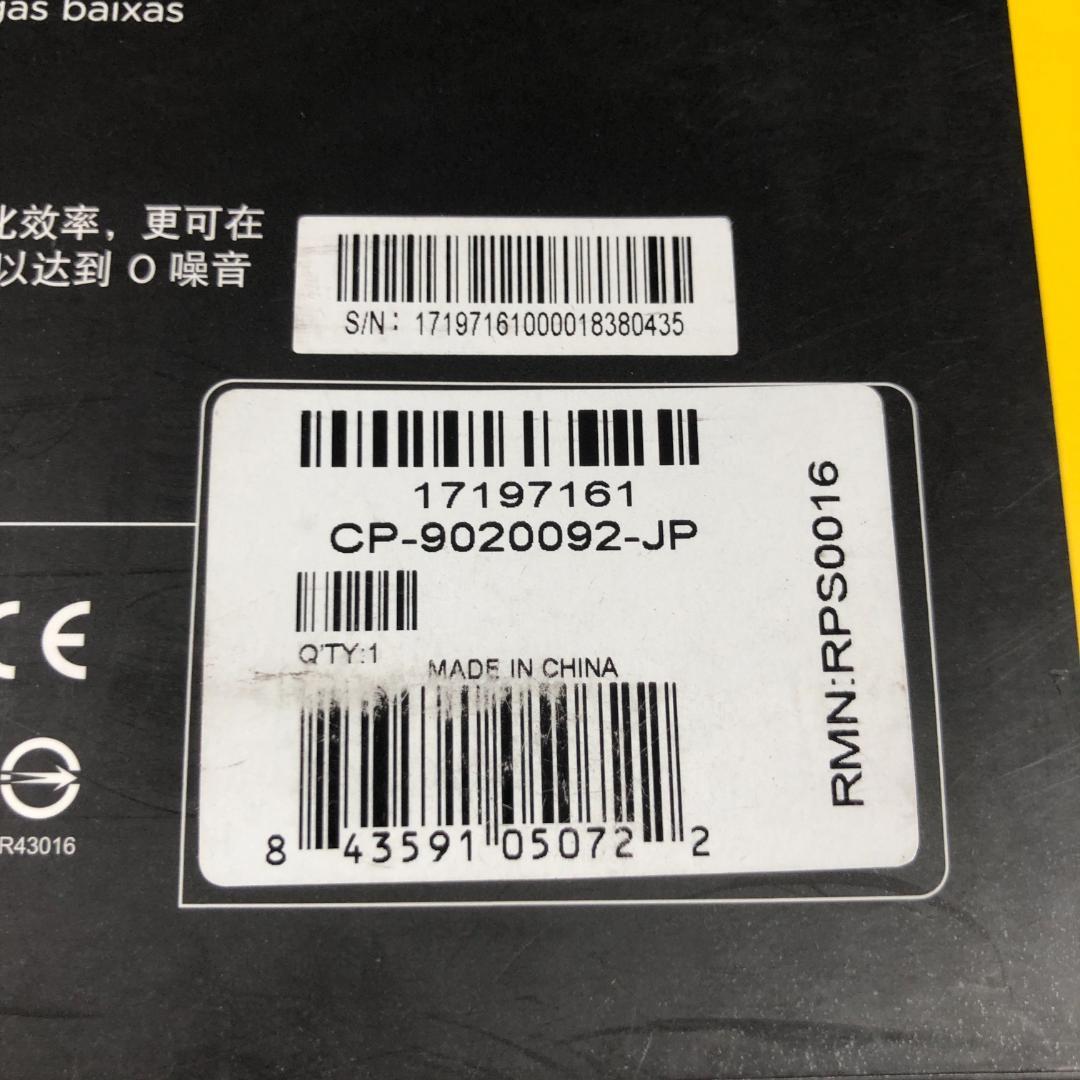 gas baixas
化效率，更可在
以达到 0 噪音
S/N: 17197161000018380435
17197161
CP-9020092-JP
RMN:RPS0016
Q'TY:1
MADE IN CHINA
CE
R43016
8 43591 05072 2